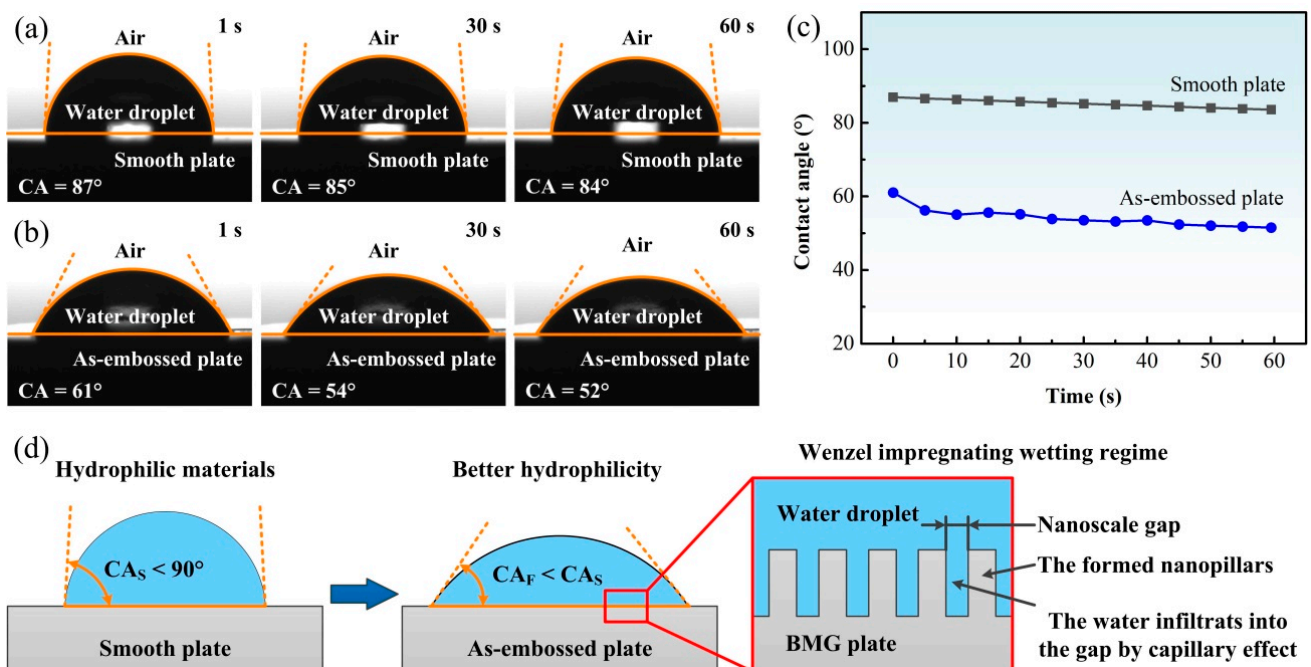 (a)
1 s
Air
Water droplet
Smooth plate
CA = 87°
30 s
Air
Water droplet
Smooth plate
CA = 85°
60 s
Air
Water droplet
Smooth plate
CA = 84°
(b)
1 s
Air
Water droplet
As-embossed plate
CA = 61°
30 s
Air
Water droplet
As-embossed plate
CA = 54°
60 s
Air
Water droplet
As-embossed plate
CA = 52°
(c)
Contact angle (°)
100
80
60
40
20
Smooth plate
As-embossed plate
0 10 20 30 40 50 60
Time (s)
(d)
Hydrophilic materials
CAS < 90°
Smooth plate
Better hydrophilicity
CAF < CAS
As-embossed plate
Wenzel impregnating wetting regime
Water droplet
BMG plate
Nanoscale gap
The formed nanopillars
The water infiltrats into
the gap by capillary effect